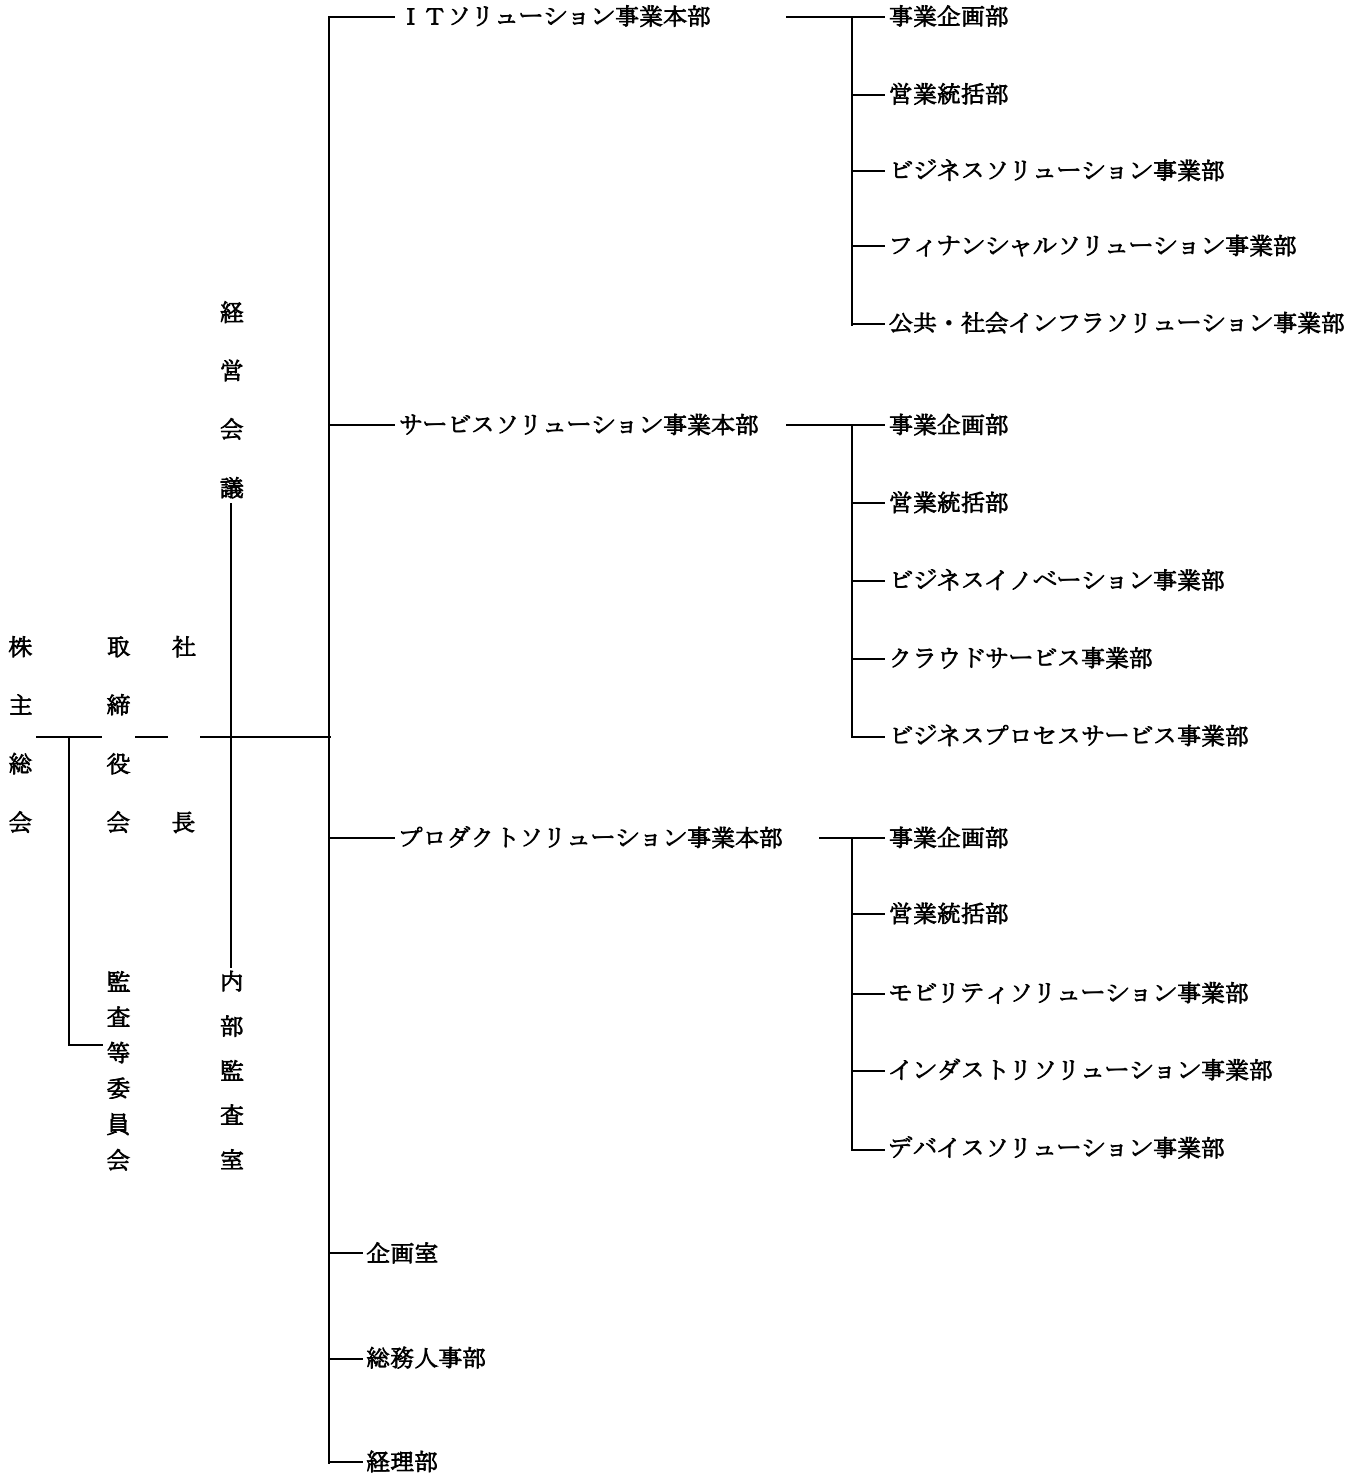 株主総会
取締役会
監査等委員会
社長
経営会議
内部監査室
ＩＴソリューション事業本部
事業企画部
営業統括部
ビジネスソリューション事業部
フィナンシャルソリューション事業部
公共・社会インフラソリューション事業部
サービスソリューション事業本部
事業企画部
営業統括部
ビジネスイノベーション事業部
クラウドサービス事業部
ビジネスプロセスサービス事業部
プロダクトソリューション事業本部
事業企画部
営業統括部
モビリティソリューション事業部
インダストリソリューション事業部
デバイスソリューション事業部
企画室
総務人事部
経理部